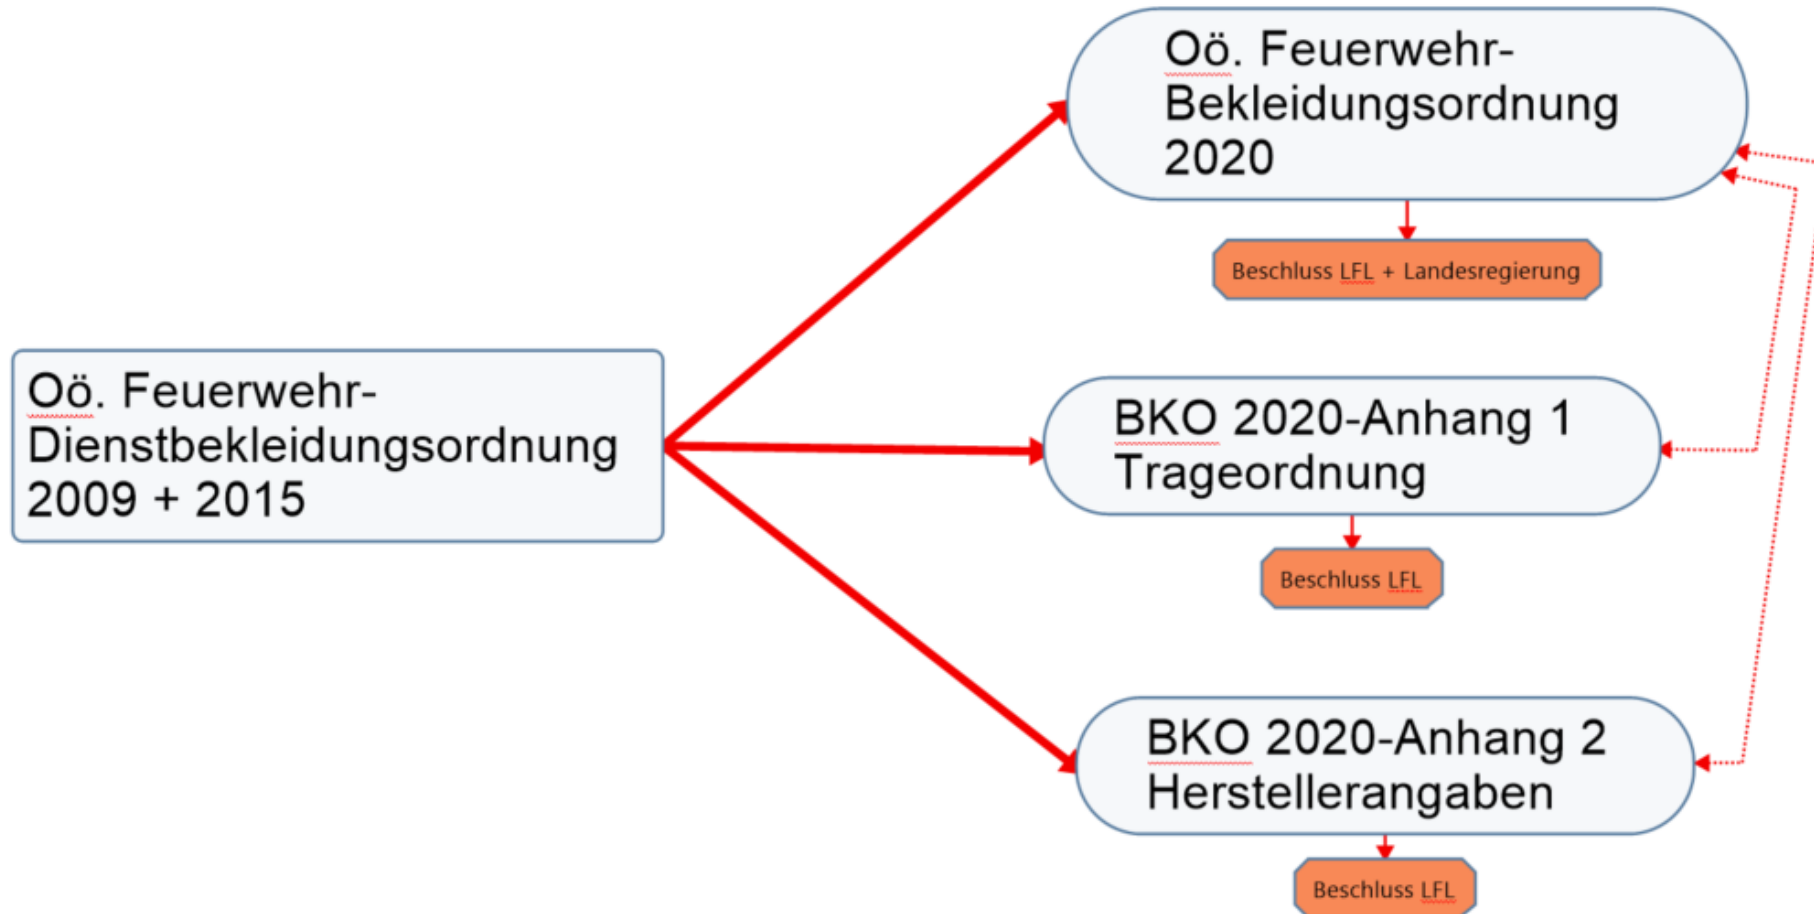 Oö. Feuerwehr-
Dienstbekleidungsordnung
2009 + 2015
Oö. Feuerwehr-
Bekleidungsordnung
2020
Beschluss LFL + Landesregierung
BKO 2020-Anhang 1
Trageordnung
Beschluss LFL
BKO 2020-Anhang 2
Herstellerangaben
Beschluss LFL